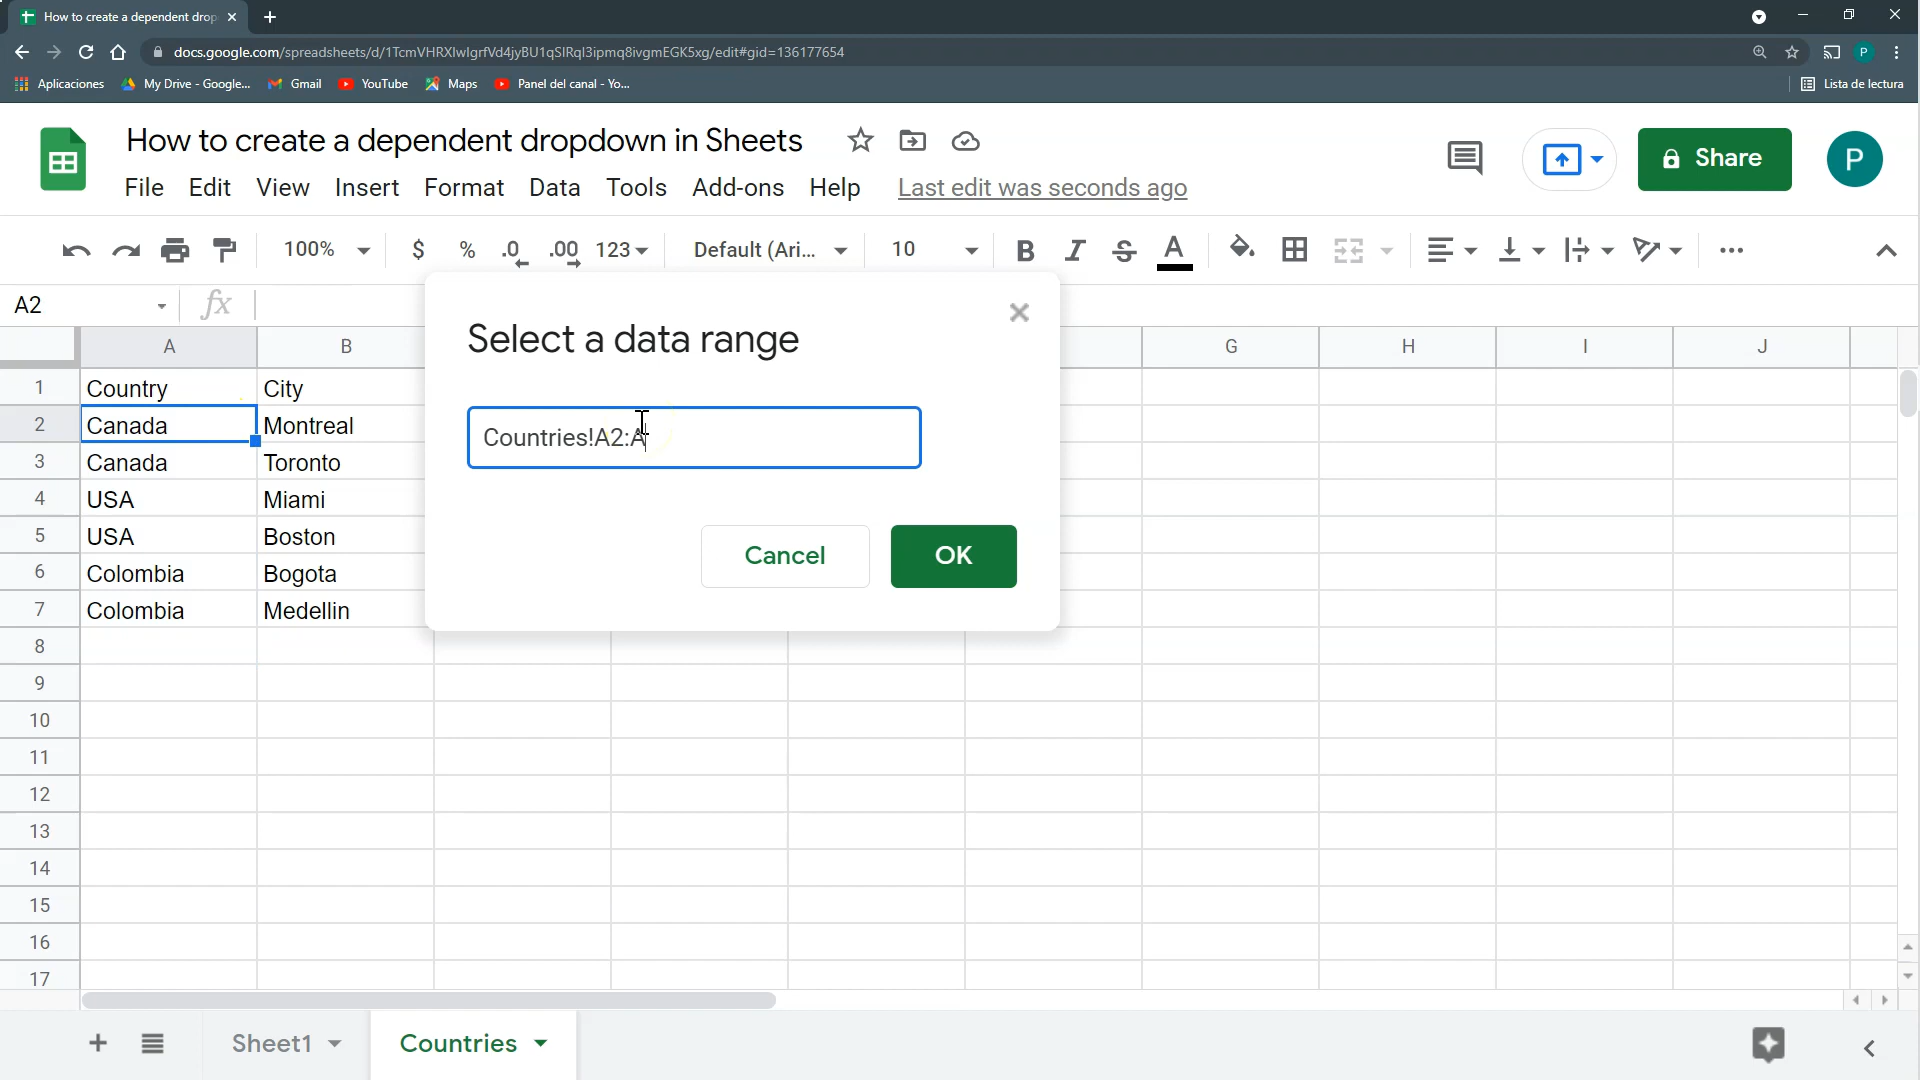 How to create a dependent drop
docs.google.com/spreadsheets/d/1TcmVHRXIwIgrfVd4jyBU1qSIRqI3ipmq8ivgmEGK5xg/edit#gid=136177654
Aplicaciones My Drive - Google... Gmail YouTube Maps Panel del canal - Yo... Lista de lectura
How to create a dependent dropdown in Sheets
Share
P
File Edit View Insert Format Data Tools Add-ons Help Last edit was seconds ago
100% $ % .0 .00 123 Default (Ari... 10 B I S A
A2 fx
Select a data range
A B G H I J
1 Country City
2 Canada Montreal
Countries!A2:A
3 Canada Toronto
4 USA Miami
5 USA Boston
Cancel OK
6 Colombia Bogota
7 Colombia Medellin
8
9
10
11
12
13
14
15
16
17
Sheet1 Countries